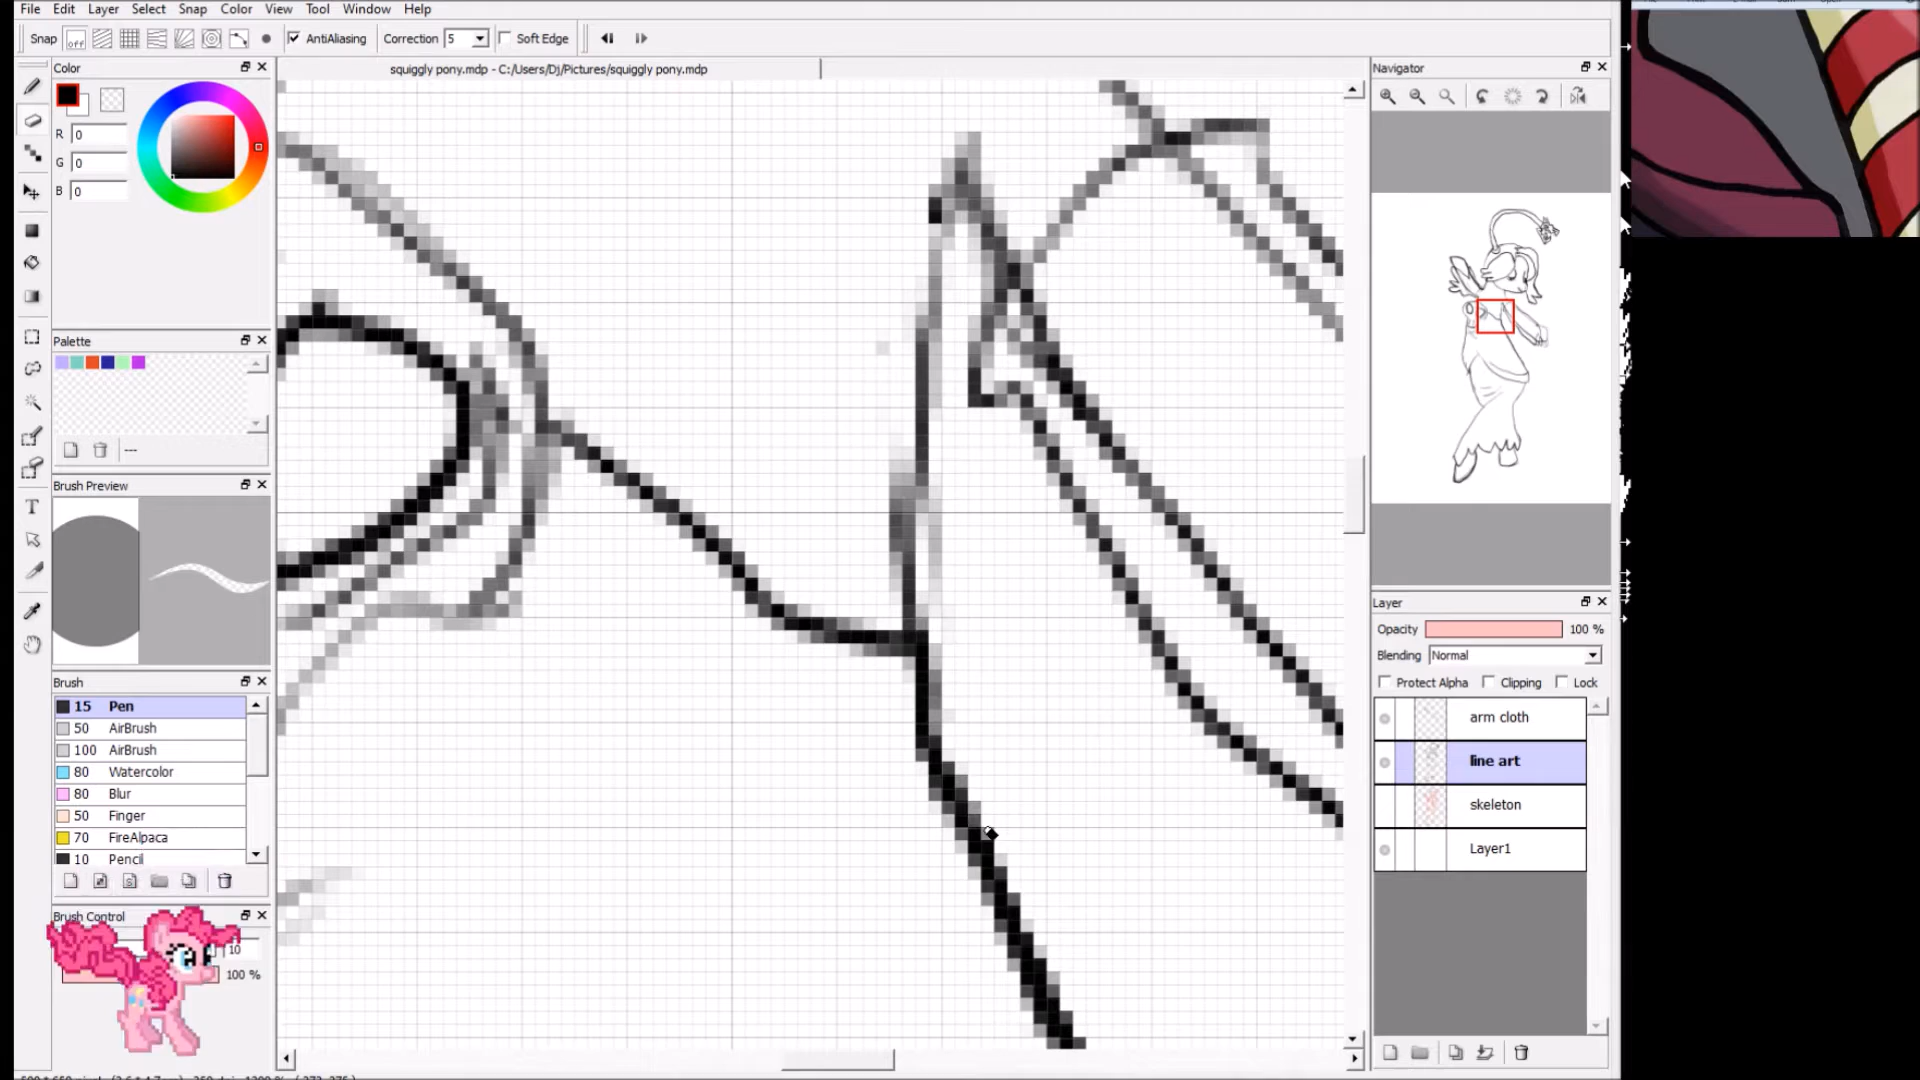 File Edit Layer Select Snap Color View Tool Window Help
Snap off AntiAliasing Correction 5 Soft Edge
squiggly pony.mdp - C:/Users/Dj/Pictures/squiggly pony.mdp
Color
R 0
G 0
B 0
Palette
---
Brush Preview
T
Brush
15 Pen
50 AirBrush
100 AirBrush
80 Watercolor
80 Blur
50 Finger
70 FireAlpaca
10 Pencil
Brush Control
10
100 %
Navigator
Layer
Opacity 100 %
Blending Normal
Protect Alpha Clipping Lock
arm cloth
line art
skeleton
Layer1